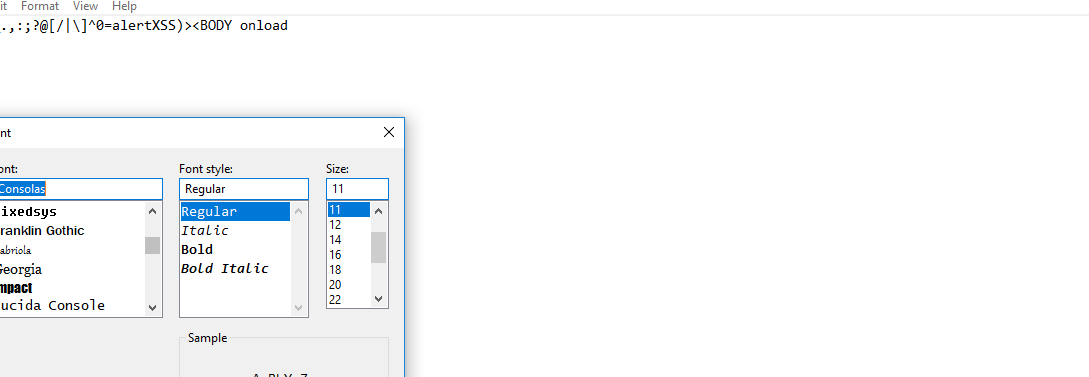 it Format View Help
.,:;?@[/|\]^0=alertXSS)><BODY onload
nt
ont: Font style: Size:
Consolas Regular 11
ixedsys Regular 11
ranklin Gothic Italic 12
abriola Bold 14
Georgia Bold Italic 16
mpact 18
ucida Console 20
22
Sample